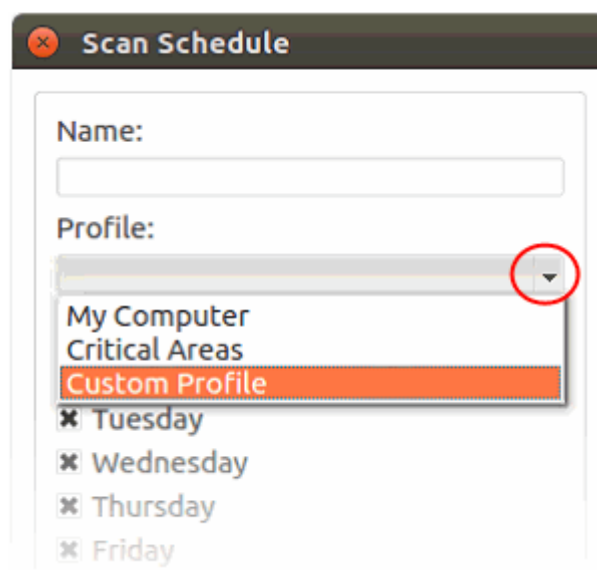 Scan Schedule
Name:
Profile:
My Computer
Critical Areas
Custom Profile
Tuesday
Wednesday
Thursday
Friday